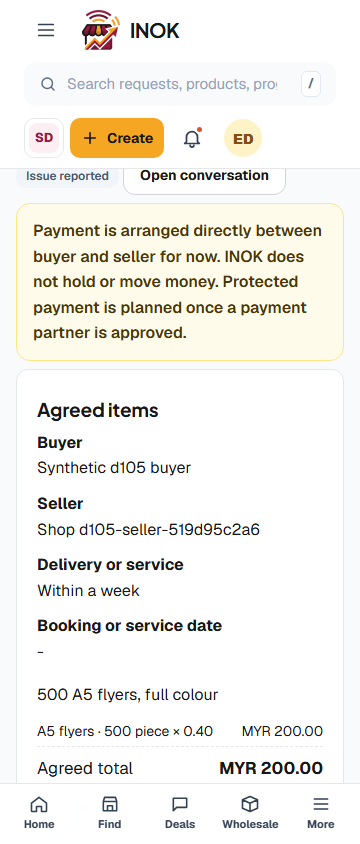 INOK
Search requests, products, pro
/
SD
+ Create
ED
Issue reported
Open conversation
Payment is arranged directly between
buyer and seller for now. INOK does
not hold or move money. Protected
payment is planned once a payment
partner is approved.
Agreed items
Buyer
Synthetic d105 buyer
Seller
Shop d105-seller-519d95c2a6
Delivery or service
Within a week
Booking or service date
-
500 A5 flyers, full colour
A5 flyers · 500 piece × 0.40 MYR 200.00
Agreed total MYR 200.00
Home Find Deals Wholesale More